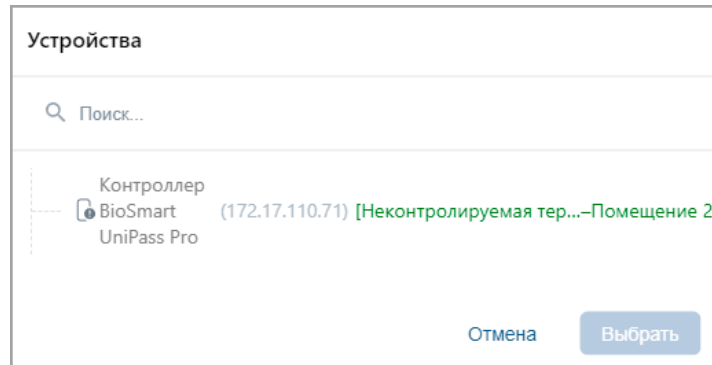 Устройства
Поиск...
Контроллер
BioSmart (172.17.110.71) [Неконтролируемая тер...–Помещение 2
UniPass Pro
Отмена Выбрать